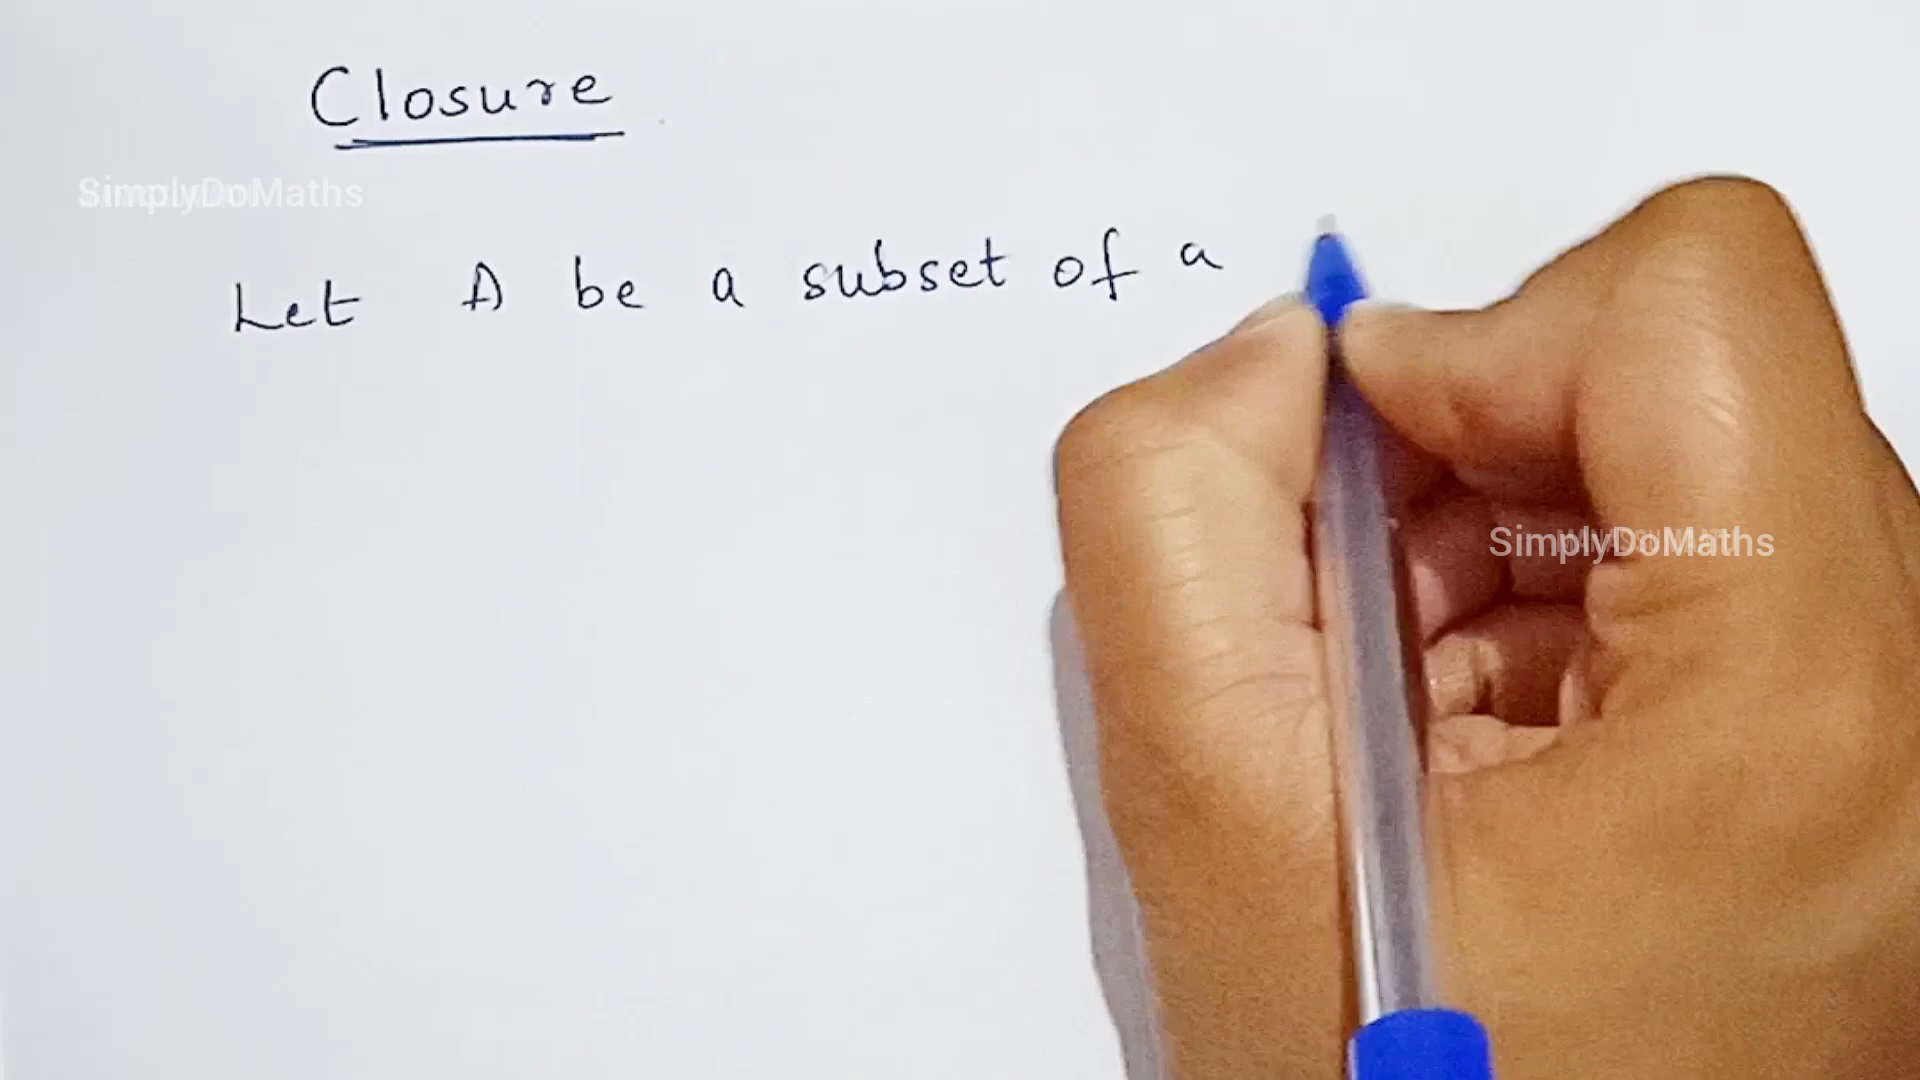 Closure
SimplyDoMaths
Let A be a subset of a
SimplyDoMaths